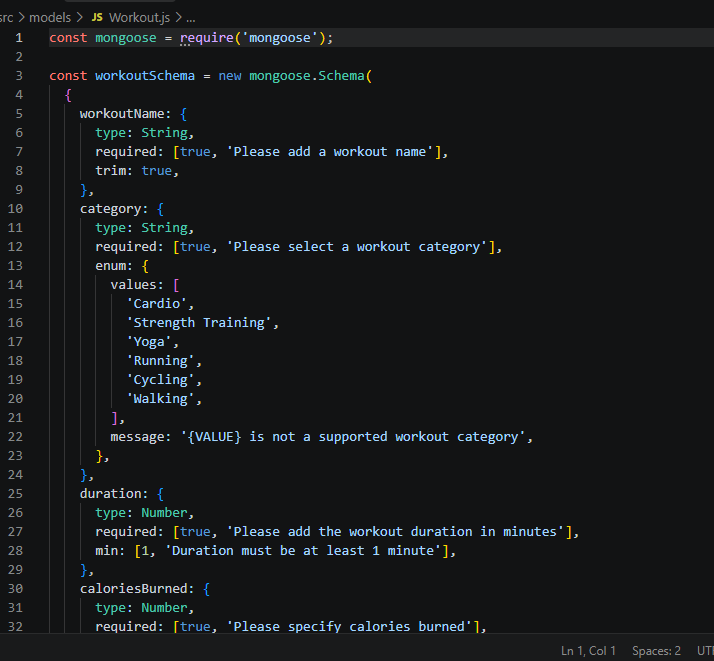 src > models > JS Workout.js > ...
1 const mongoose = require('mongoose');
2
3 const workoutSchema = new mongoose.Schema(
4 {
5 workoutName: {
6 type: String,
7 required: [true, 'Please add a workout name'],
8 trim: true,
9 },
10 category: {
11 type: String,
12 required: [true, 'Please select a workout category'],
13 enum: {
14 values: [
15 'Cardio',
16 'Strength Training',
17 'Yoga',
18 'Running',
19 'Cycling',
20 'Walking',
21 ],
22 message: '{VALUE} is not a supported workout category',
23 },
24 },
25 duration: {
26 type: Number,
27 required: [true, 'Please add the workout duration in minutes'],
28 min: [1, 'Duration must be at least 1 minute'],
29 },
30 caloriesBurned: {
31 type: Number,
32 required: [true, 'Please specify calories burned'],
Ln 1, Col 1 Spaces: 2 UTF